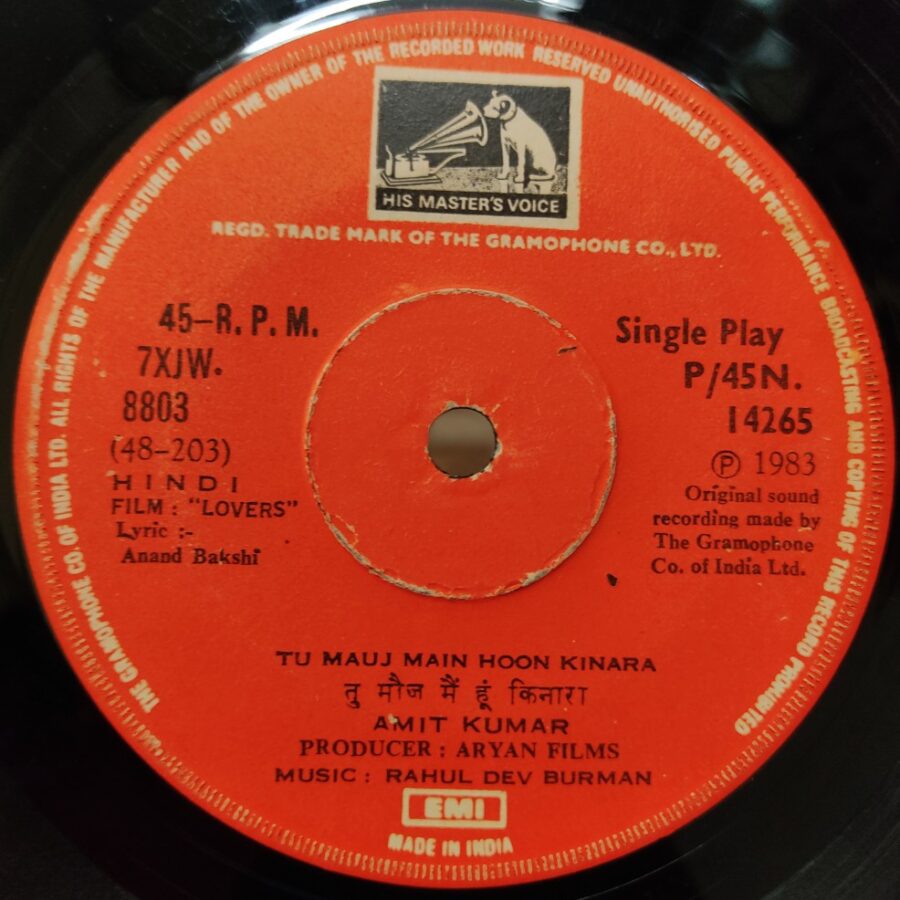 THE GRAMOPHONE CO. OF INDIA LTD. ALL RIGHTS OF THE MANUFACTURER AND OF THE OWNER OF THE RECORDED WORK RESERVED UNAUTHORISED PUBLIC PERFORMANCE BROADCASTING AND COPYING OF THIS RECORD PROHIBITED
HIS MASTER'S VOICE
REGD. TRADE MARK OF THE GRAMOPHONE CO., LTD.
45–R. P. M.
7XJW.
8803
(48-203)
HINDI
FILM : "LOVERS"
Lyric :-
Anand Bakshi
Single Play
P/45N.
14265
℗ 1983
Original sound
recording made by
The Gramophone
Co. of India Ltd.
TU MAUJ MAIN HOON KINARA
तु मौज मैं हूं किनारा
AMIT KUMAR
PRODUCER : ARYAN FILMS
MUSIC : RAHUL DEV BURMAN
EMI
MADE IN INDIA